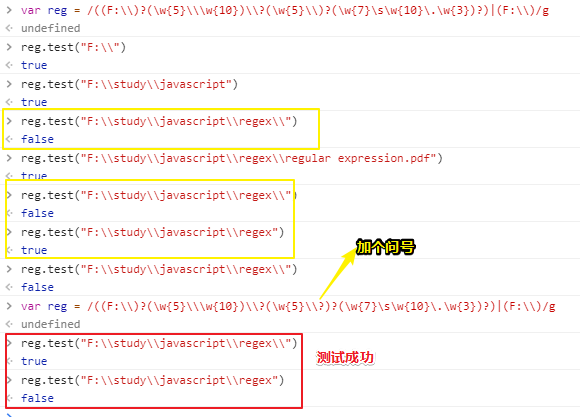 > var reg = /((F:\\)?(\w{5}\\\w{10})\\?(\w{5}\\)?(\w{7}\s\w{10}\.\w{3})?)|(F:\\)/g
undefined
> reg.test("F:\\")
true
> reg.test("F:\\study\\javascript")
true
> reg.test("F:\\study\\javascript\\regex\\")
false
> reg.test("F:\\study\\javascript\\regex\\regular expression.pdf")
true
> reg.test("F:\\study\\javascript\\regex\\")
false
> reg.test("F:\\study\\javascript\\regex")
true
加个问号
> reg.test("F:\\study\\javascript\\regex\\")
false
> var reg = /((F:\\)?(\w{5}\\\w{10})\\?(\w{5}\\?)?(\w{7}\s\w{10}\.\w{3})?)|(F:\\)/g
undefined
> reg.test("F:\\study\\javascript\\regex\\")
true
测试成功
> reg.test("F:\\study\\javascript\\regex")
false